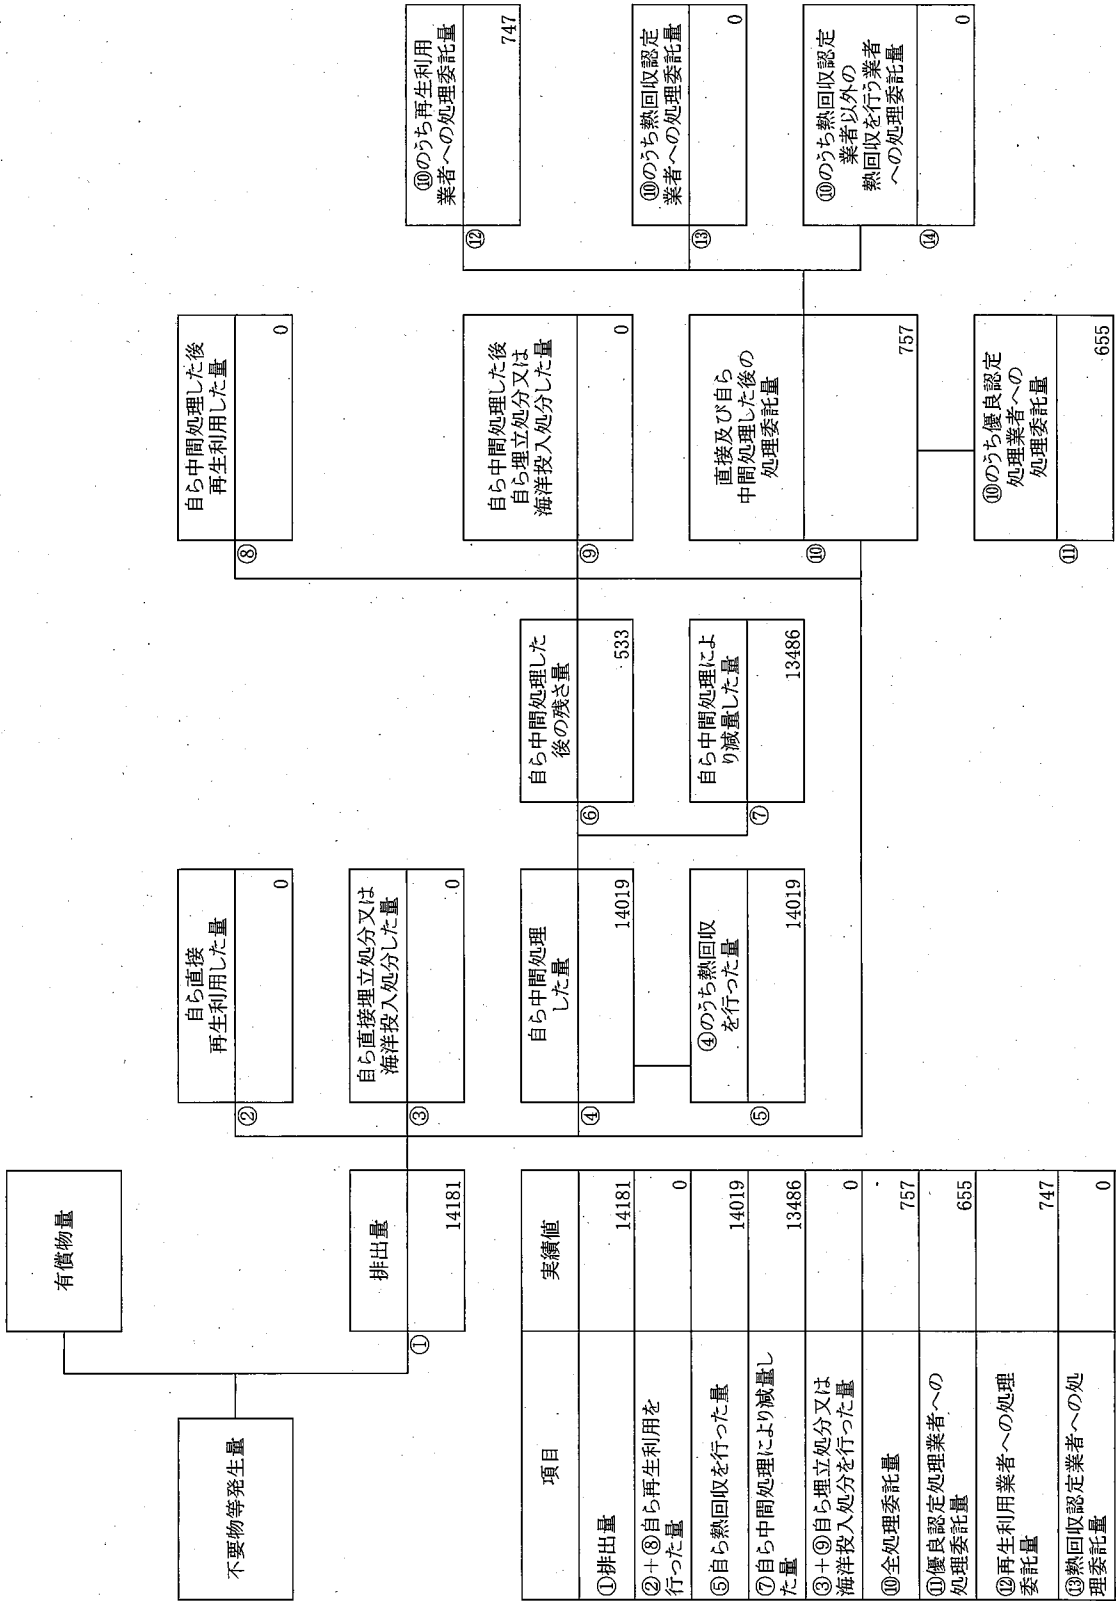 不要物等発生量
有償物量
①
排出量
14181
②
自ら直接
再生利用した量
0
③
自ら直接埋立処分又は
海洋投入処分した量
0
④
自ら中間処理
した量
14019
⑤
④のうち熱回収
を行った量
14019
⑥
自ら中間処理した
後の残さ量
533
⑦
自ら中間処理によ
り減量した量
13486
⑧
自ら中間処理した後
再生利用した量
0
⑨
自ら中間処理した後
自ら埋立処分又は
海洋投入処分した量
0
⑩
直接及び自ら
中間処理した後の
処理委託量
757
⑪
⑩のうち優良認定
処理業者への
処理委託量
655
⑫
⑩のうち再生利用
業者への処理委託量
747
⑬
⑩のうち熱回収認定
業者への処理委託量
0
⑭
⑩のうち熱回収認定
業者以外の
熱回収を行う業者
への処理委託量
0
項目
実績値
①排出量
14181
②+⑧自ら再生利用を
行った量
0
⑤自ら熱回収を行った量
14019
⑦自ら中間処理により減量し
た量
13486
③+⑨自ら埋立処分又は
海洋投入処分を行った量
0
⑩全処理委託量
757
⑪優良認定処理業者への
処理委託量
655
⑫再生利用業者への処理
委託量
747
⑬熱回収認定業者への処
理委託量
0